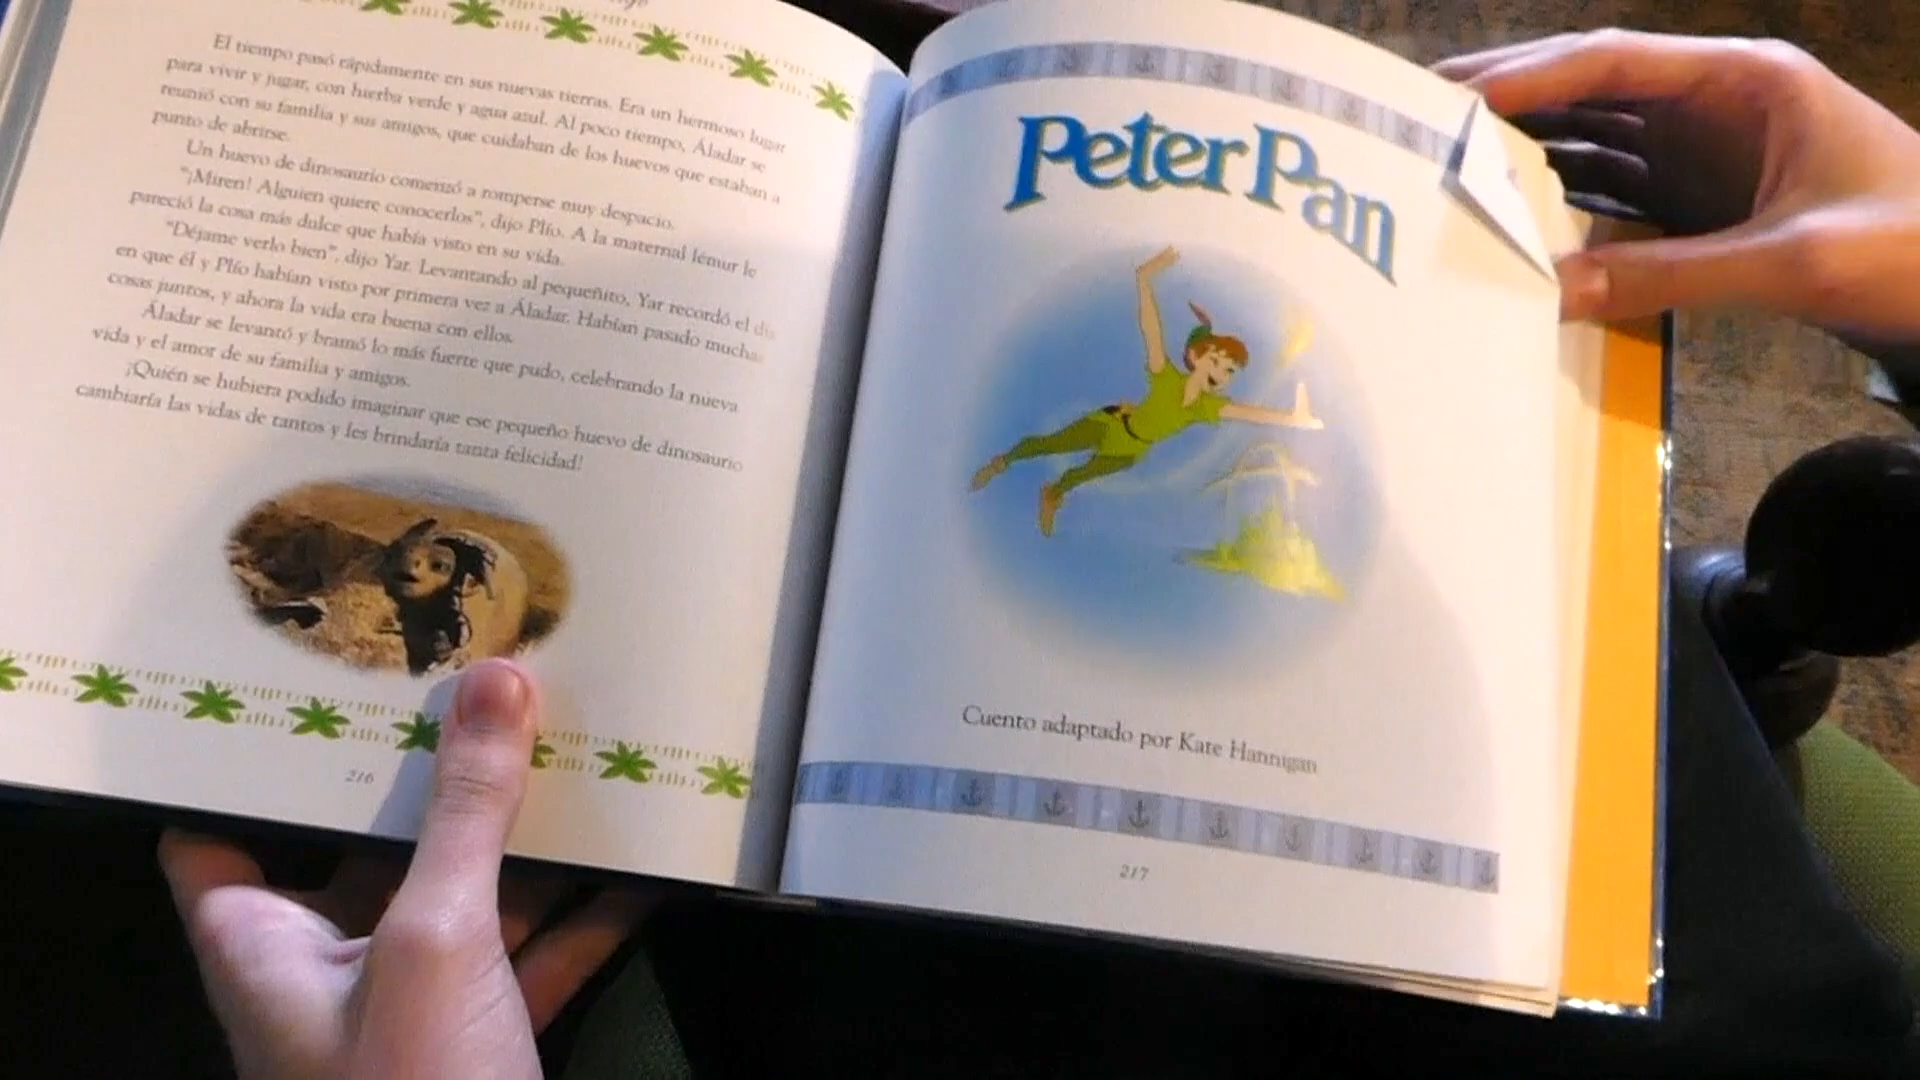 El tiempo pasó rápidamente en sus nuevas tierras. Era un hermoso lugar
para vivir y jugar, con hierba verde y agua azul. Al poco tiempo, Áladar se
reunió con su familia y sus amigos, que cuidaban de los huevos que estaban a
punto de abrirse.
Un huevo de dinosaurio comenzó a romperse muy despacio.
"¡Miren! Alguien quiere conocerlos", dijo Plío. A la maternal lémur le
pareció la cosa más dulce que había visto en su vida.
"Déjame verlo bien", dijo Yar. Levantando al pequeñito, Yar recordó el día
en que él y Plío habían visto por primera vez a Áladar. Habían pasado muchas
cosas juntos, y ahora la vida era buena con ellos.
Áladar se levantó y bramó lo más fuerte que pudo, celebrando la nueva
vida y el amor de su familia y amigos.
¡Quién se hubiera podido imaginar que ese pequeño huevo de dinosaurio
cambiaría las vidas de tantos y les brindaría tanta felicidad!
216
Peter Pan
Cuento adaptado por Kate Hannigan
217